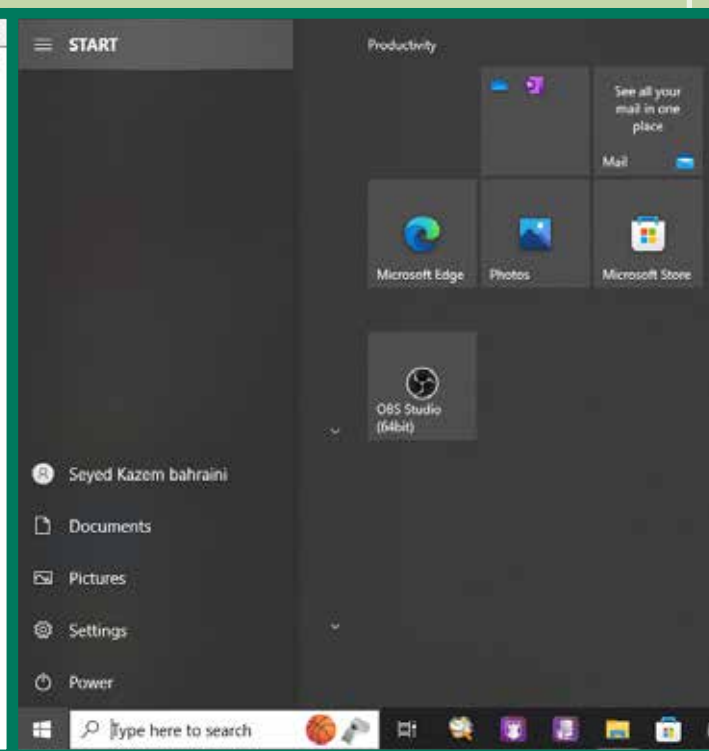 START
Seyed Kazem bahraini
Documents
Pictures
Settings
Power
Type here to search
Productivity
See all your
mail in one
place
Mail
Microsoft Edge
Photos
Microsoft Store
OBS Studio
(64bit)